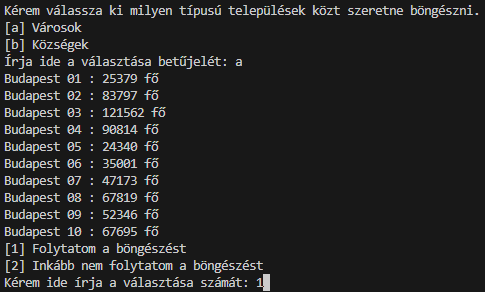 Kérem válassza ki milyen típusú települések közt szeretne böngészni.
[a] Városok
[b] Községek
Írja ide a választása betűjelét: a
Budapest 01 : 25379 fő
Budapest 02 : 83797 fő
Budapest 03 : 121562 fő
Budapest 04 : 90814 fő
Budapest 05 : 24340 fő
Budapest 06 : 35001 fő
Budapest 07 : 47173 fő
Budapest 08 : 67819 fő
Budapest 09 : 52346 fő
Budapest 10 : 67695 fő
[1] Folytatom a böngészést
[2] Inkább nem folytatom a böngészést
Kérem ide írja a választása számát: 1